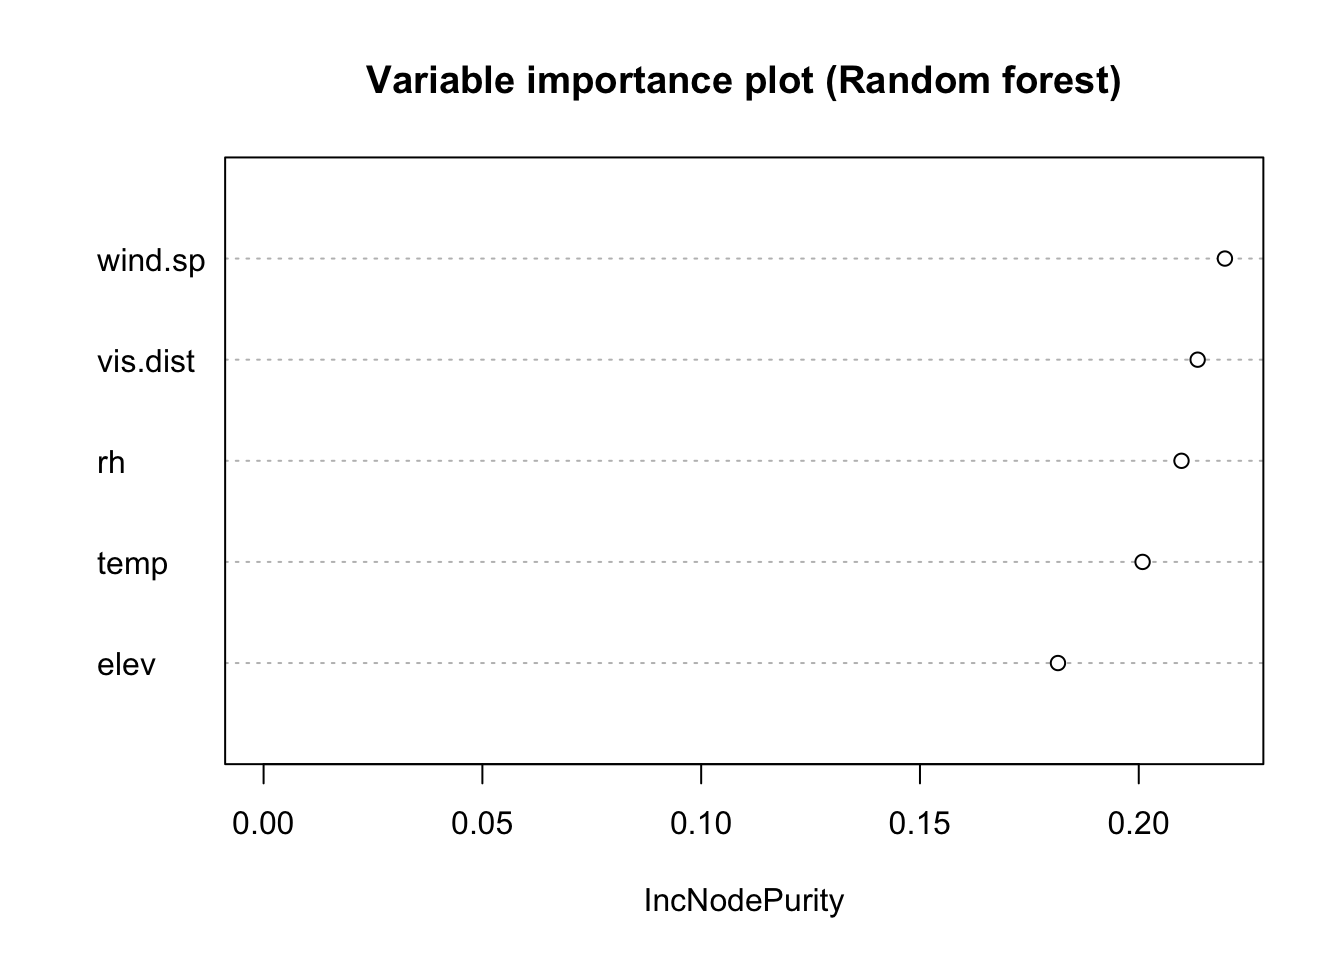 Variable importance plot (Random forest)
wind.sp
vis.dist
rh
temp
elev
0.00 0.05 0.10 0.15 0.20
IncNodePurity